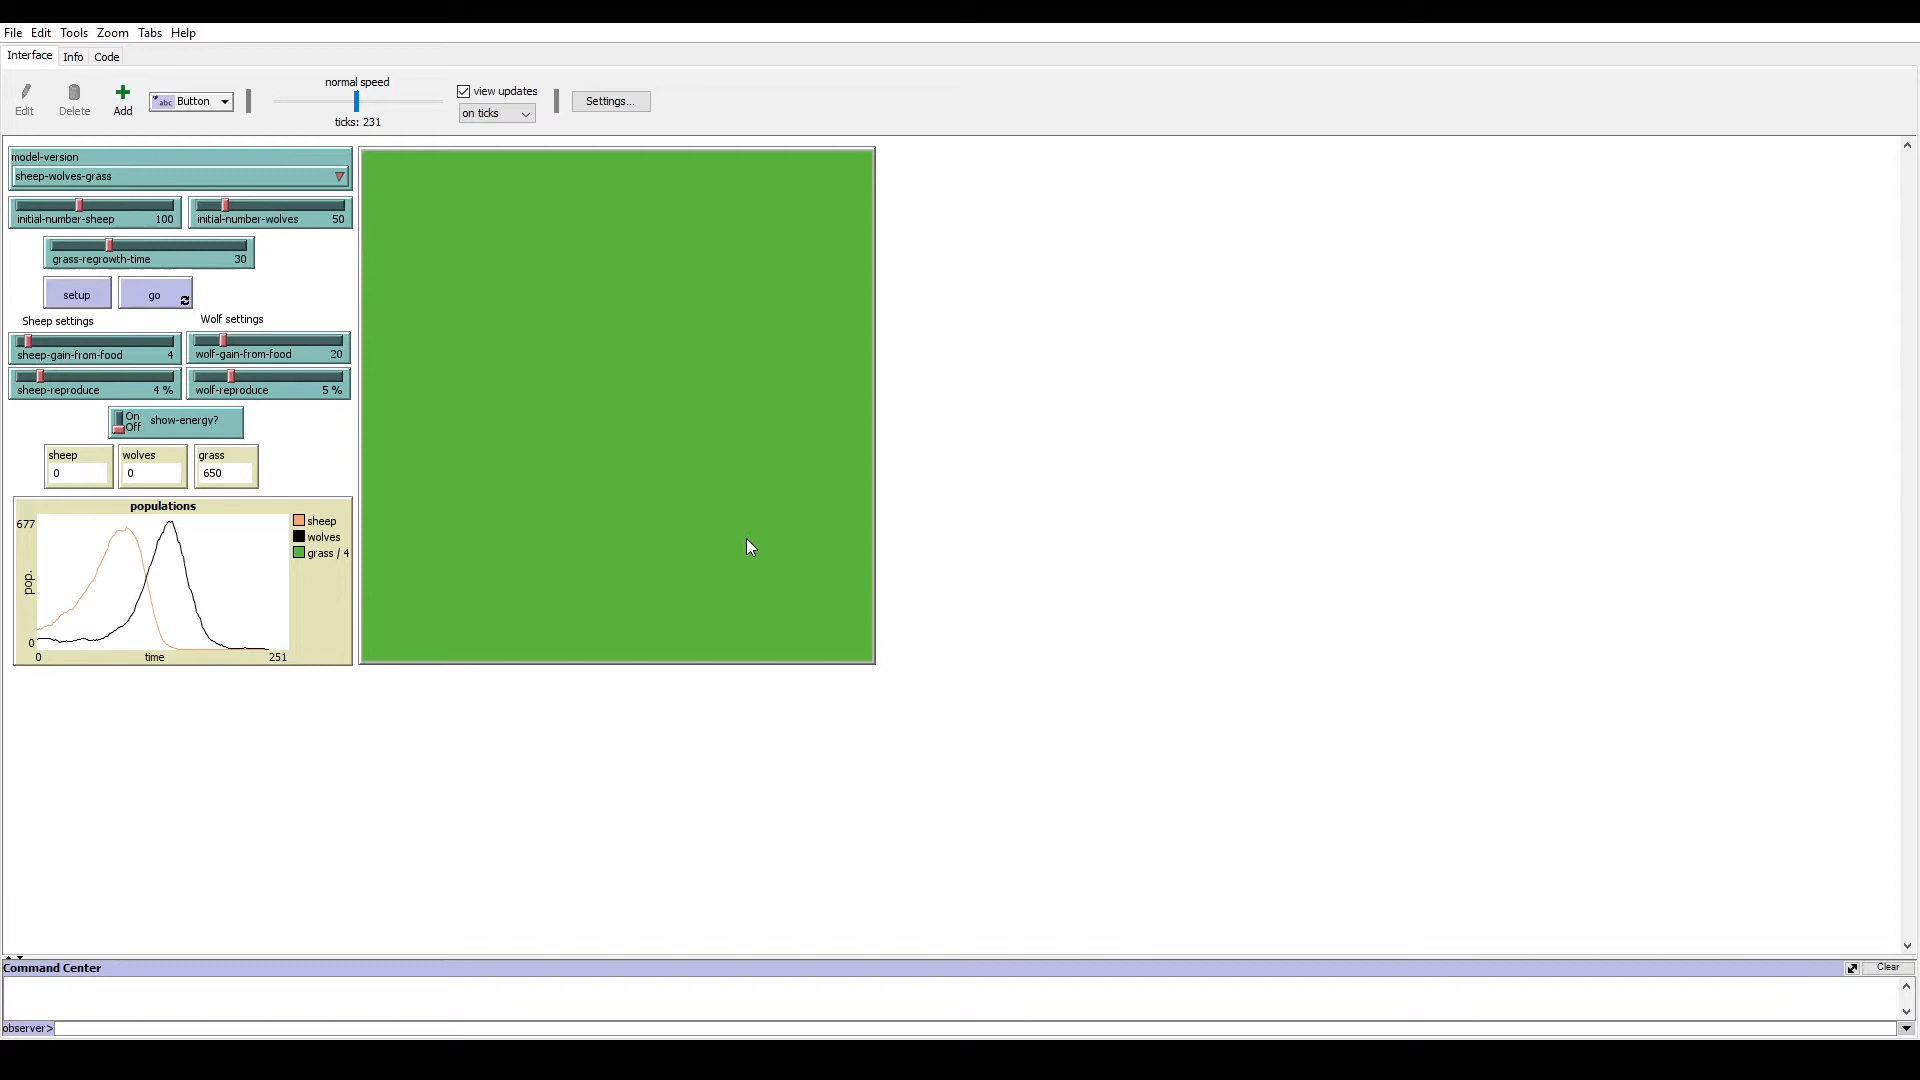 File Edit Tools Zoom Tabs Help
Interface Info Code
normal speed
view updates
Edit Delete Add abc Button on ticks Settings...
ticks: 231
model-version
sheep-wolves-grass
initial-number-sheep 100 initial-number-wolves 50
grass-regrowth-time 30
setup go
Sheep settings Wolf settings
sheep-gain-from-food 4 wolf-gain-from-food 20
sheep-reproduce 4 % wolf-reproduce 5 %
On
Off show-energy?
sheep wolves grass
0 0 650
populations
677 sheep
wolves
grass / 4
pop.
0
0 time 251
Command Center Clear
observer>